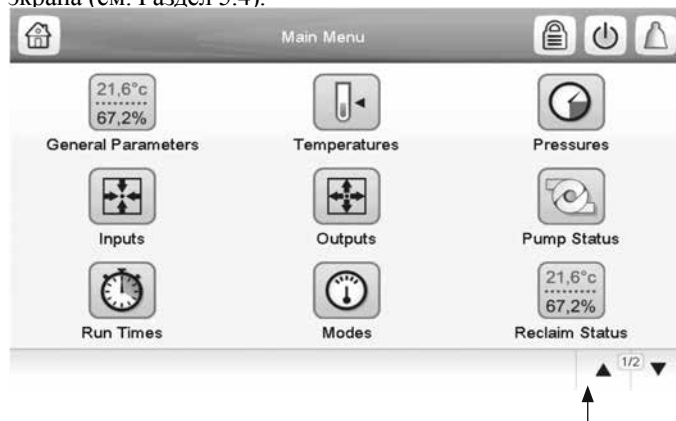 экрана (см. Раздел 5.4).
Main Menu
21,6°c
67,2%
General Parameters
Temperatures
Pressures
Inputs
Outputs
Pump Status
21,6°c
67,2%
Run Times
Modes
Reclaim Status
1/2